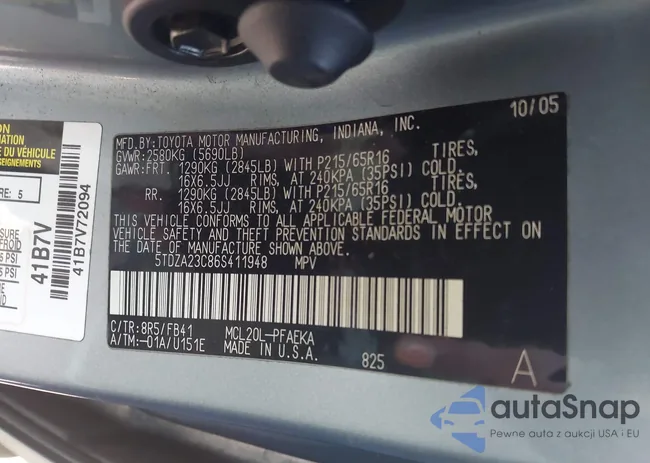 10/05
MFD.BY:TOYOTA MOTOR MANUFACTURING, INDIANA, INC.
GVWR:2580KG (5690LB)
GAWR:FRT. 1290KG (2845LB) WITH P215/65R16 TIRES,
16X6.5JJ RIMS, AT 240KPA (35PSI) COLD.
RR. 1290KG (2845LB) WITH P215/65R16 TIRES,
16X6.5JJ RIMS, AT 240KPA (35PSI) COLD.
THIS VEHICLE CONFORMS TO ALL APPLICABLE FEDERAL MOTOR
VEHICLE SAFETY AND THEFT PREVENTION STANDARDS IN EFFECT ON
THE DATE OF MANUFACTURE SHOWN ABOVE.
5TDZA23C86S411948 MPV
C/TR:8R5/FB41 MCL20L-PFAEKA
A/TM:-01A/U151E MADE IN U.S.A.
825
A
DU VÉHICULE
41B7V
41B7V72094
autaSnap
Pewne auta z aukcji USA i EU